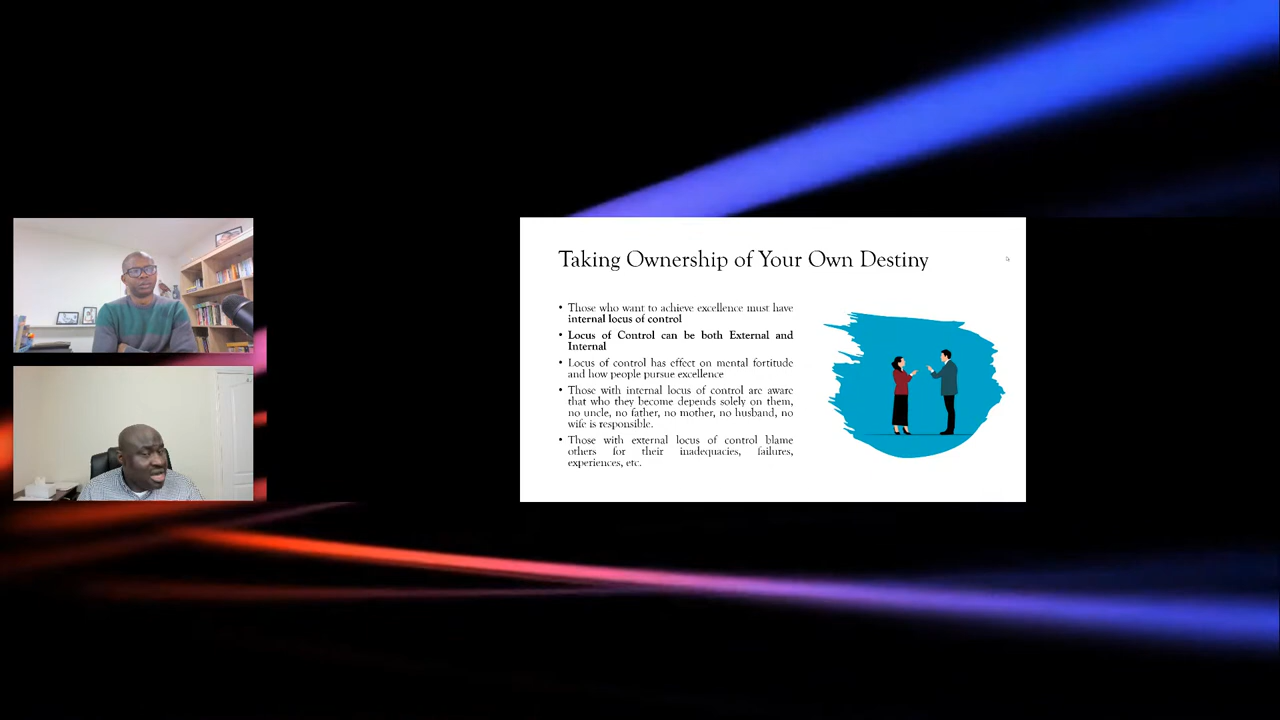 Taking Ownership of Your Own Destiny
• Those who want to achieve excellence must have
internal locus of control
• Locus of Control can be both External and
Internal
• Locus of control has effect on mental fortitude
and how people pursue excellence
• Those with internal locus of control are aware
that who they become depends solely on them,
no uncle, no father, no mother, no husband, no
wife is responsible.
• Those with external locus of control blame
others for their inadequacies, failures,
experiences, etc.